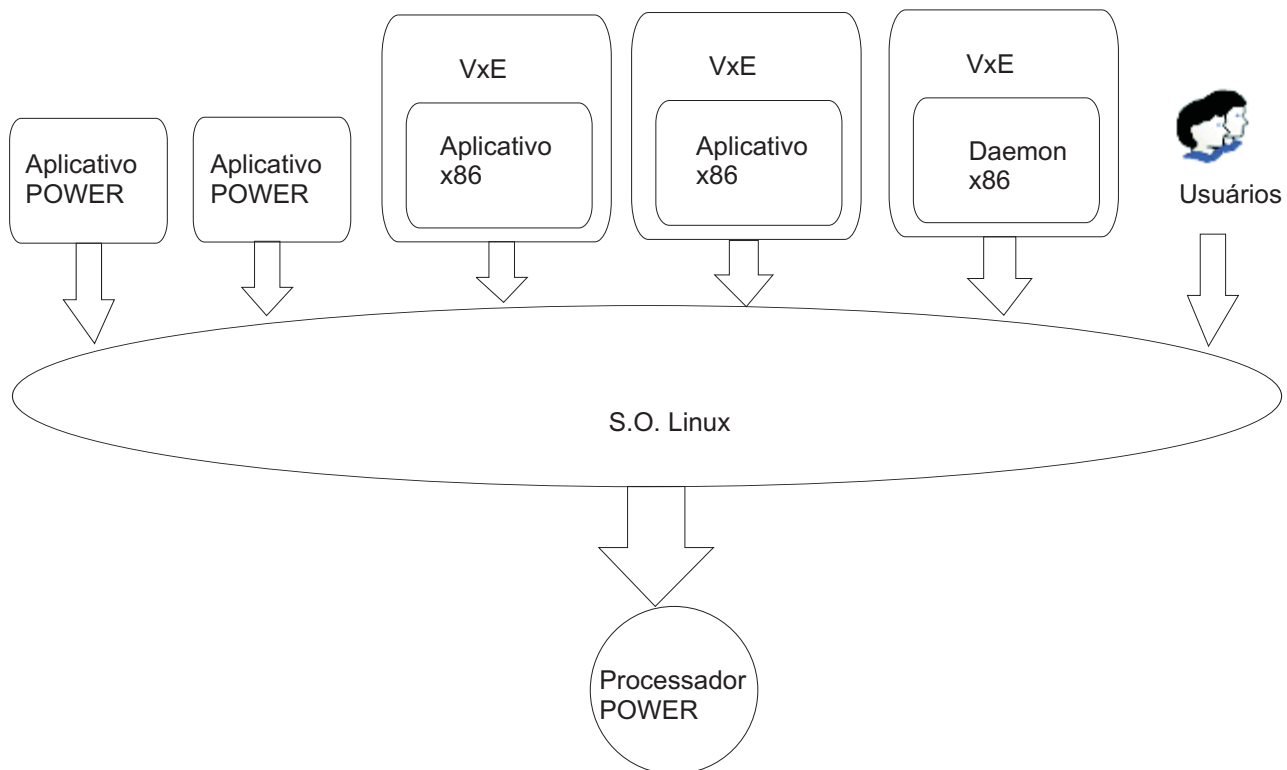 VxE
VxE
VxE
Aplicativo
POWER
Aplicativo
POWER
Aplicativo
x86
Aplicativo
x86
Daemon
x86
Usuários
S.O. Linux
Processador
POWER